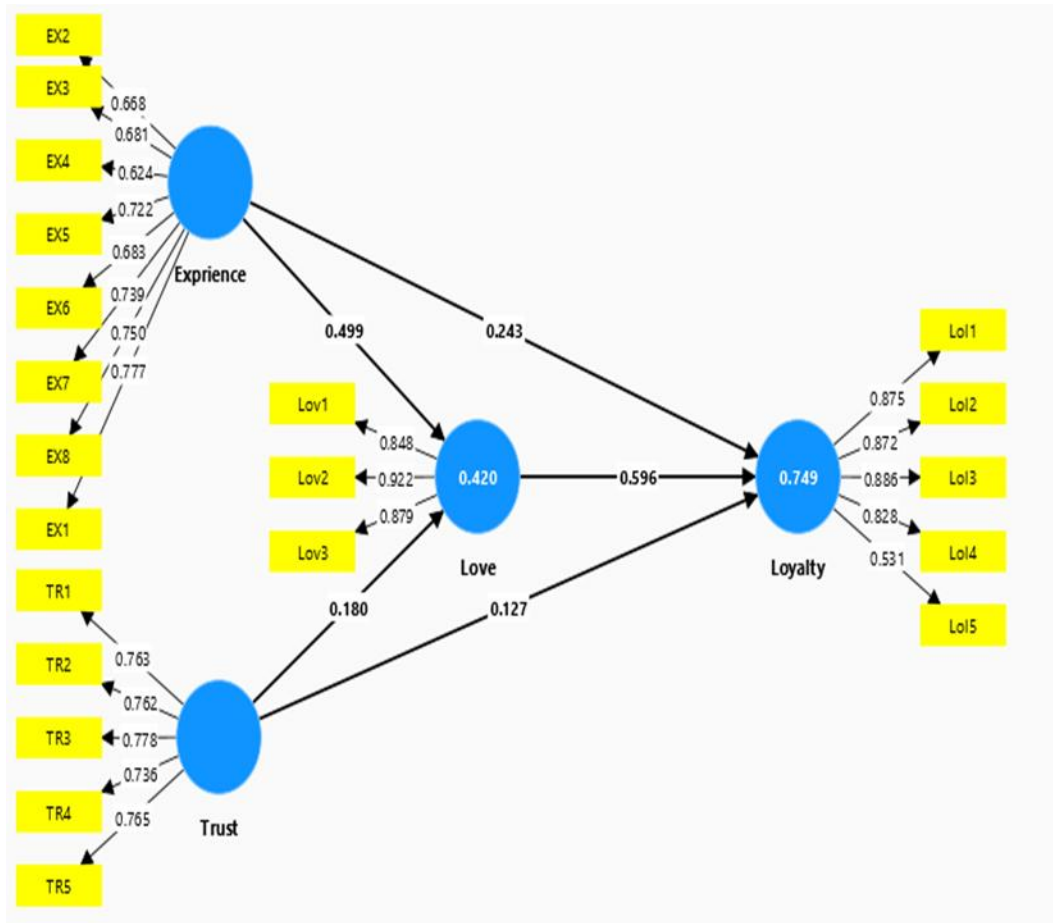 EX2
EX3
EX4
EX5
EX6
EX7
EX8
EX1
0.668
0.681
0.624
0.722
0.683
0.739
0.750
0.777
Exprience
0.499
0.243
Lov1
Lov2
Lov3
0.848
0.922
0.879
0.420
Love
0.596
0.749
Loyalty
0.875
0.872
0.886
0.828
0.531
Lol1
Lol2
Lol3
Lol4
Lol5
0.180
0.127
TR1
TR2
TR3
TR4
TR5
0.763
0.762
0.778
0.736
0.765
Trust